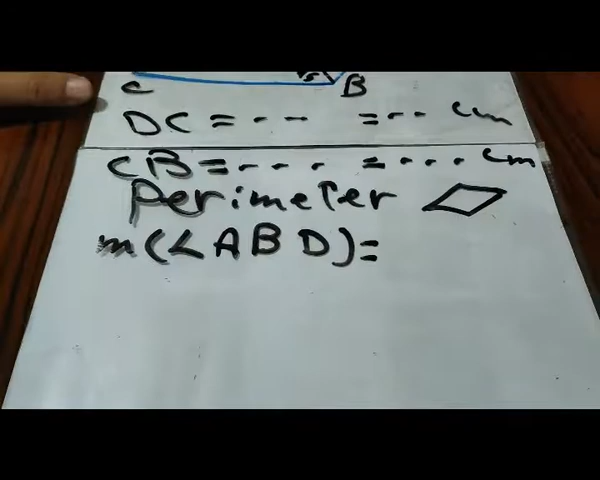 C B
DC = - - - = - - cm
CB = - - - . = - - - cm
Perimeter ▱
m(∠ABD) =